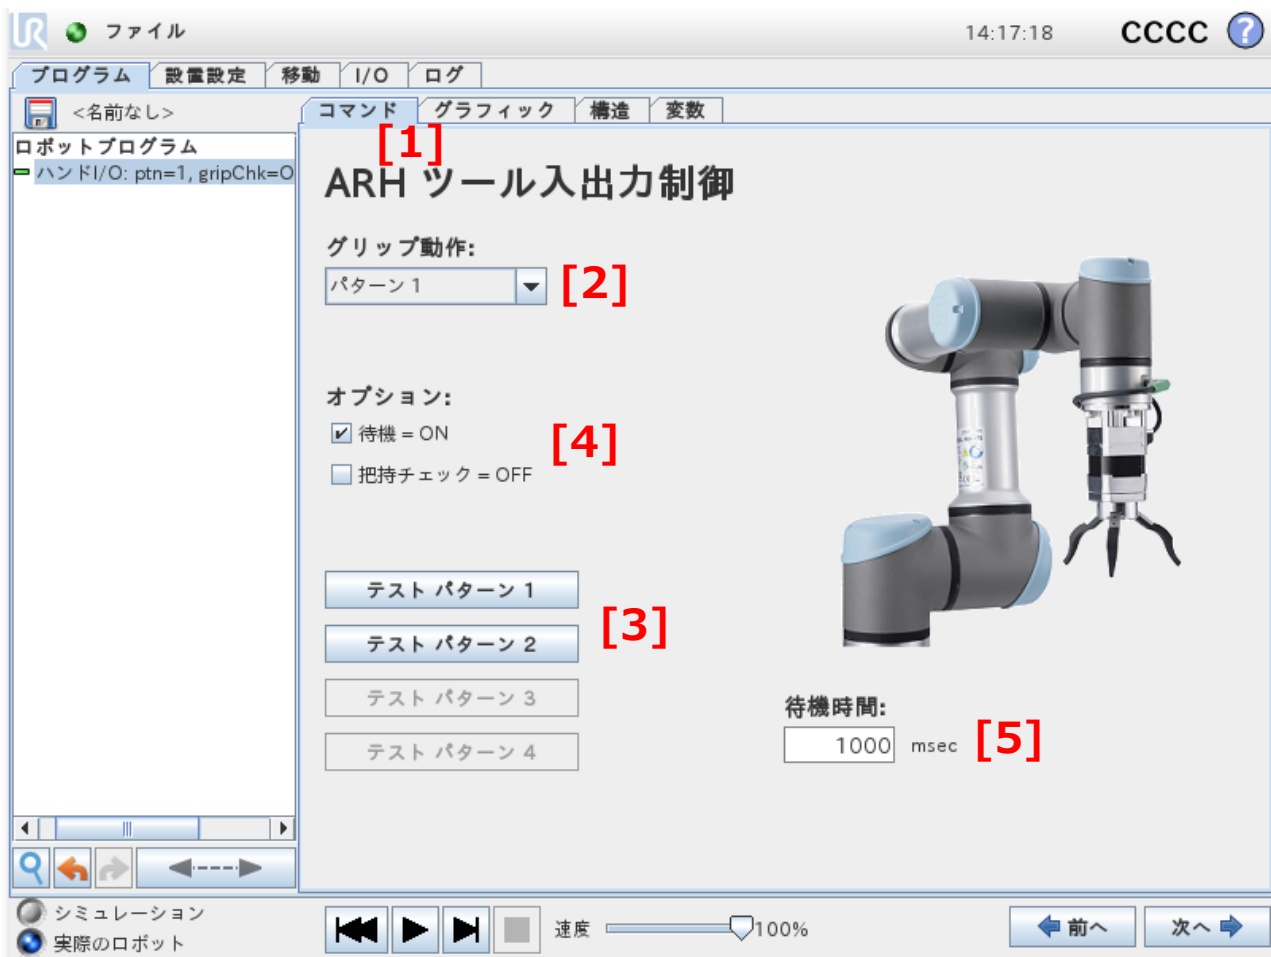 UR ファイル 14:17:18 CCCC ?
プログラム 設置設定 移動 I/O ログ
<名前なし>
コマンド グラフィック 構造 変数
ロボットプログラム
ハンドI/O: ptn=1, gripChk=O
[1]
ARH ツール入出力制御
グリップ動作:
パターン 1
[2]
オプション:
待機 = ON
[4]
把持チェック = OFF
テスト パターン 1
テスト パターン 2
[3]
テスト パターン 3
テスト パターン 4
待機時間:
1000 msec
[5]
シミュレーション
実際のロボット
速度 100%
前へ 次へ